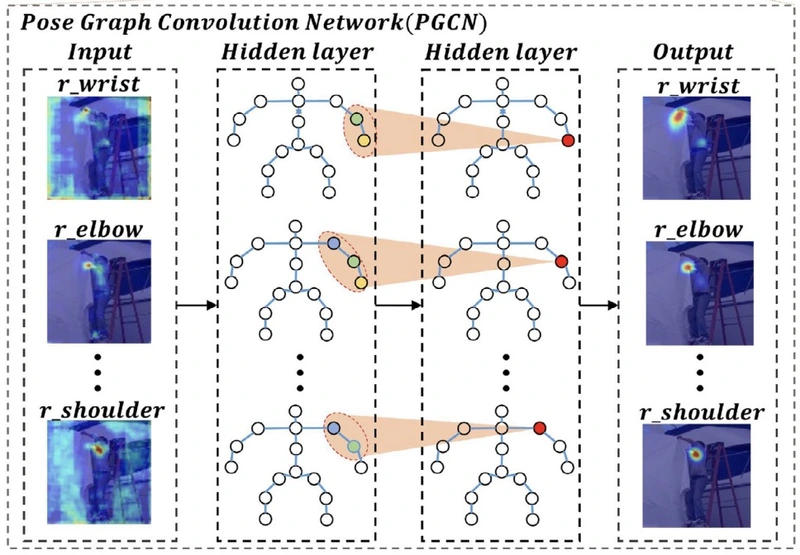 Pose Graph Convolution Network(PGCN)
Input Hidden layer Hidden layer Output
r_wrist r_wrist
r_elbow r_elbow
r_shoulder r_shoulder